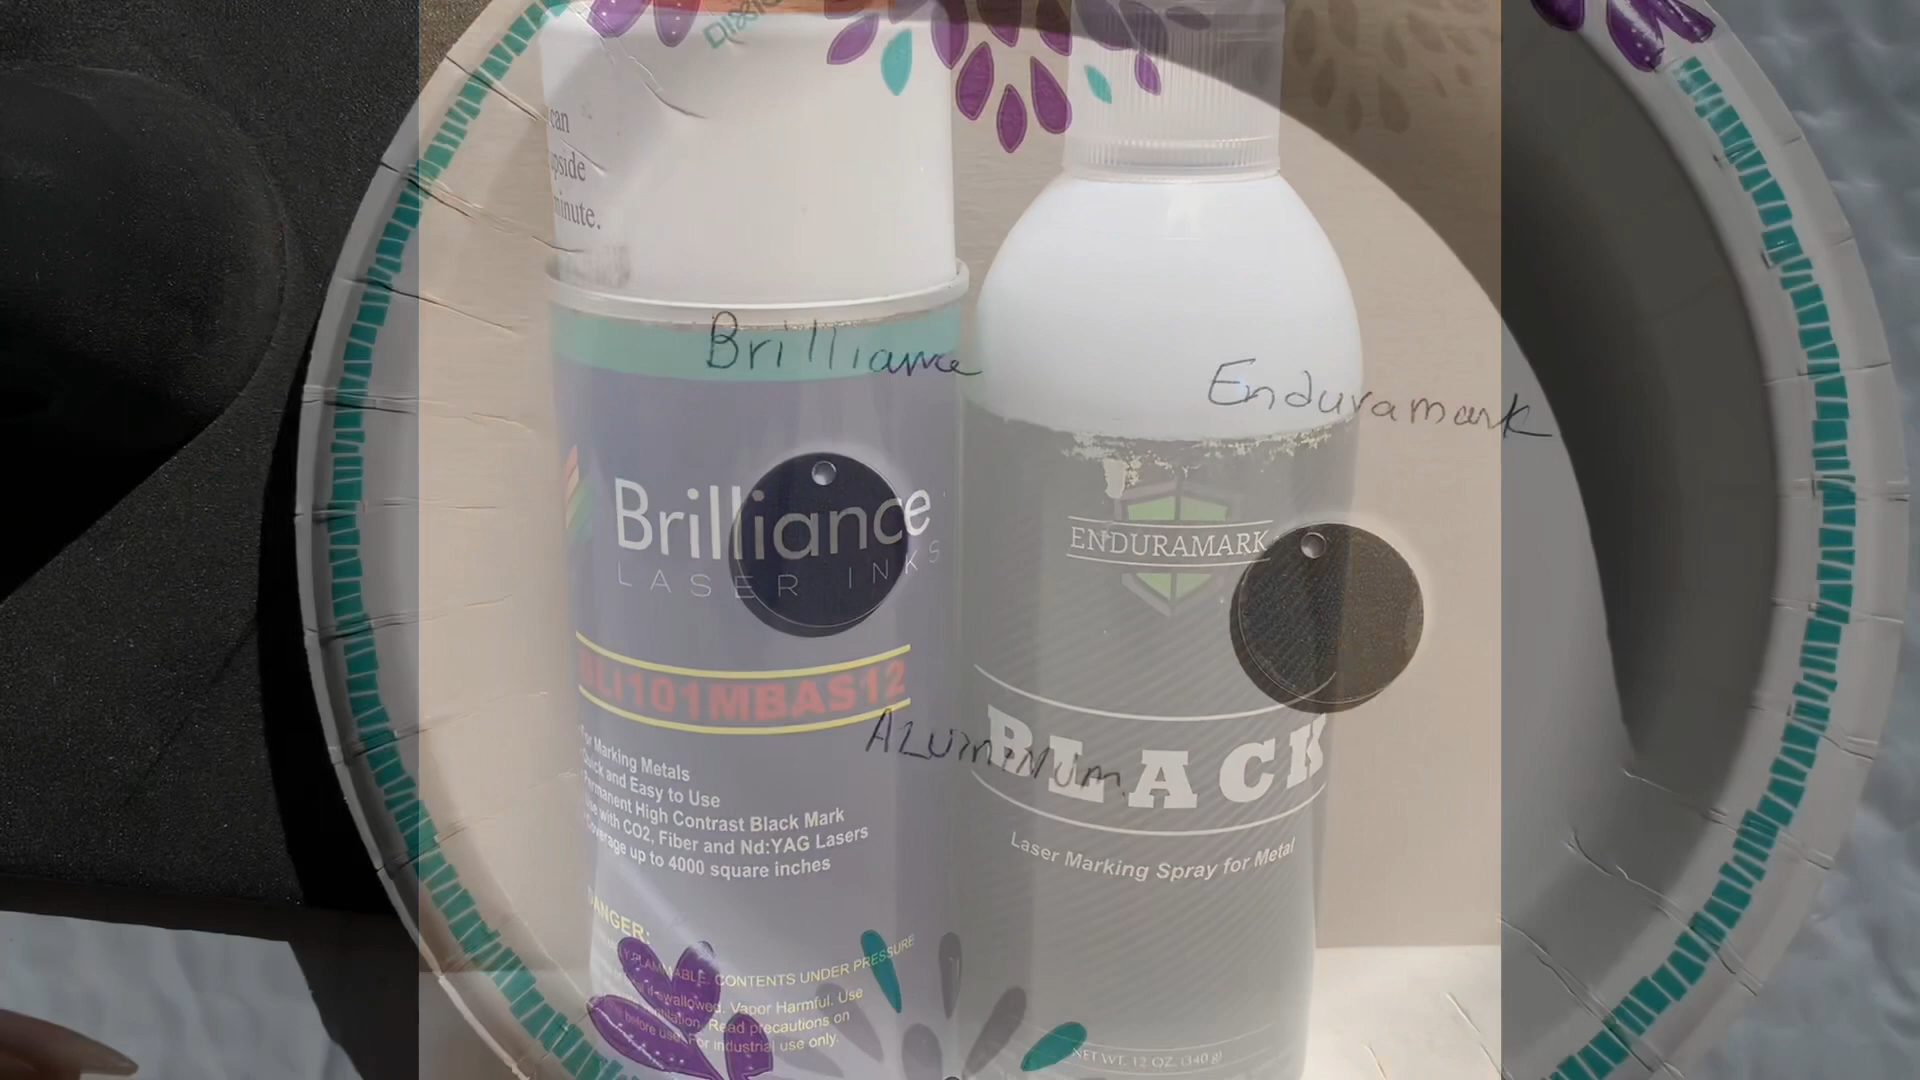 DIXIE
can
upside
minute.
Brilliance
Enduramark
Brilliance
LASER INKS
ENDURAMARK
LI101MBAS12
Aluminum
BLACK
For Marking Metals
Quick and Easy to Use
Permanent High Contrast Black Mark
Use with CO2, Fiber and Nd:YAG Lasers
Coverage up to 4000 square inches
Laser Marking Spray for Metal
DANGER:
FLAMMABLE. CONTENTS UNDER PRESSURE
if swallowed. Vapor Harmful. Use
ventilation. Read precautions on
before use. For industrial use only.
NET WT. 12 OZ. (340 g)